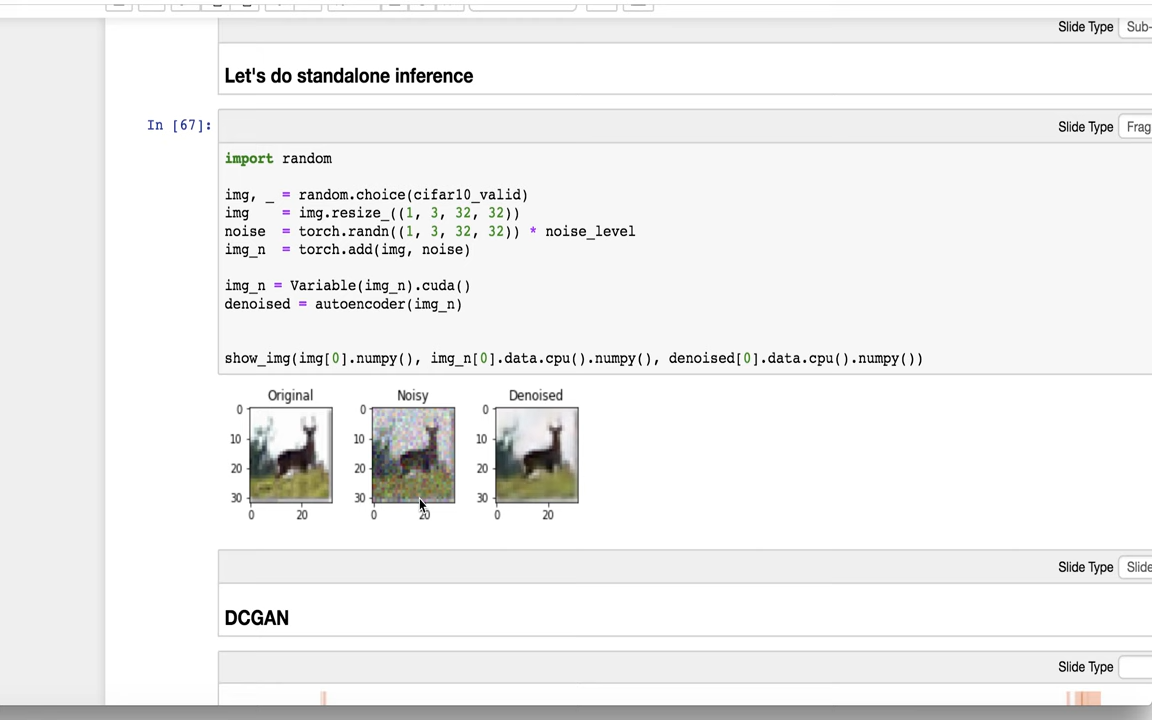 Slide Type Sub-
Let's do standalone inference
In [67]:
Slide Type Frag
import random
img, _ = random.choice(cifar10_valid)
img    = img.resize_((1, 3, 32, 32))
noise  = torch.randn((1, 3, 32, 32)) * noise_level
img_n  = torch.add(img, noise)
img_n = Variable(img_n).cuda()
denoised = autoencoder(img_n)
show_img(img[0].numpy(), img_n[0].data.cpu().numpy(), denoised[0].data.cpu().numpy())
Original Noisy Denoised
0 0 0
10 10 10
20 20 20
30 30 30
0 20 0 20 0 20
Slide Type Slide
DCGAN
Slide Type